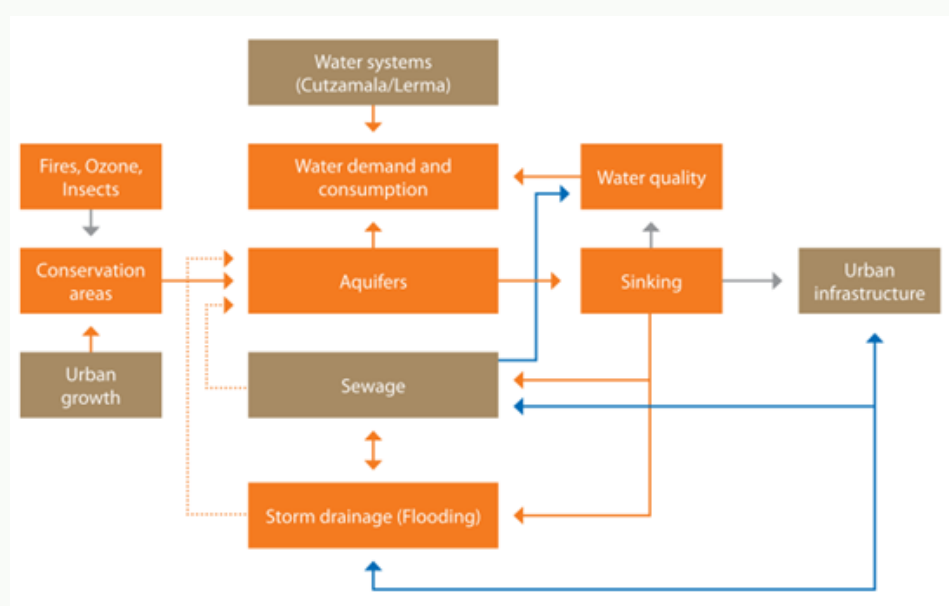 Water systems
(Cutzamala/Lerma)
Fires, Ozone,
Insects
Water demand and
consumption
Water quality
Conservation
areas
Aquifers
Sinking
Urban
infrastructure
Urban
growth
Sewage
Storm drainage (Flooding)